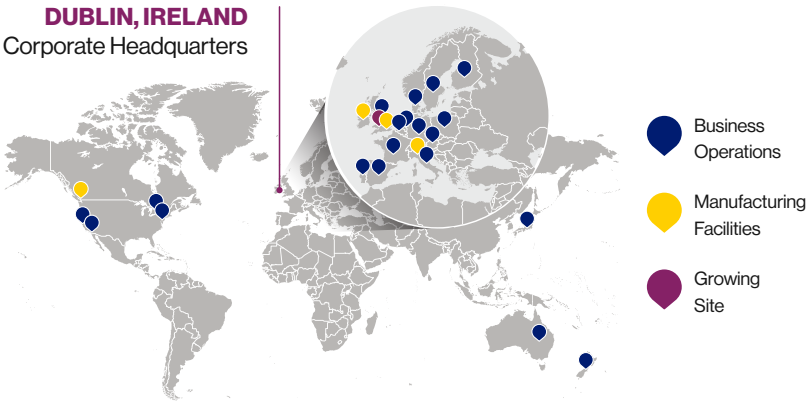 DUBLIN, IRELAND
Corporate Headquarters
Business
Operations
Manufacturing
Facilities
Growing
Site